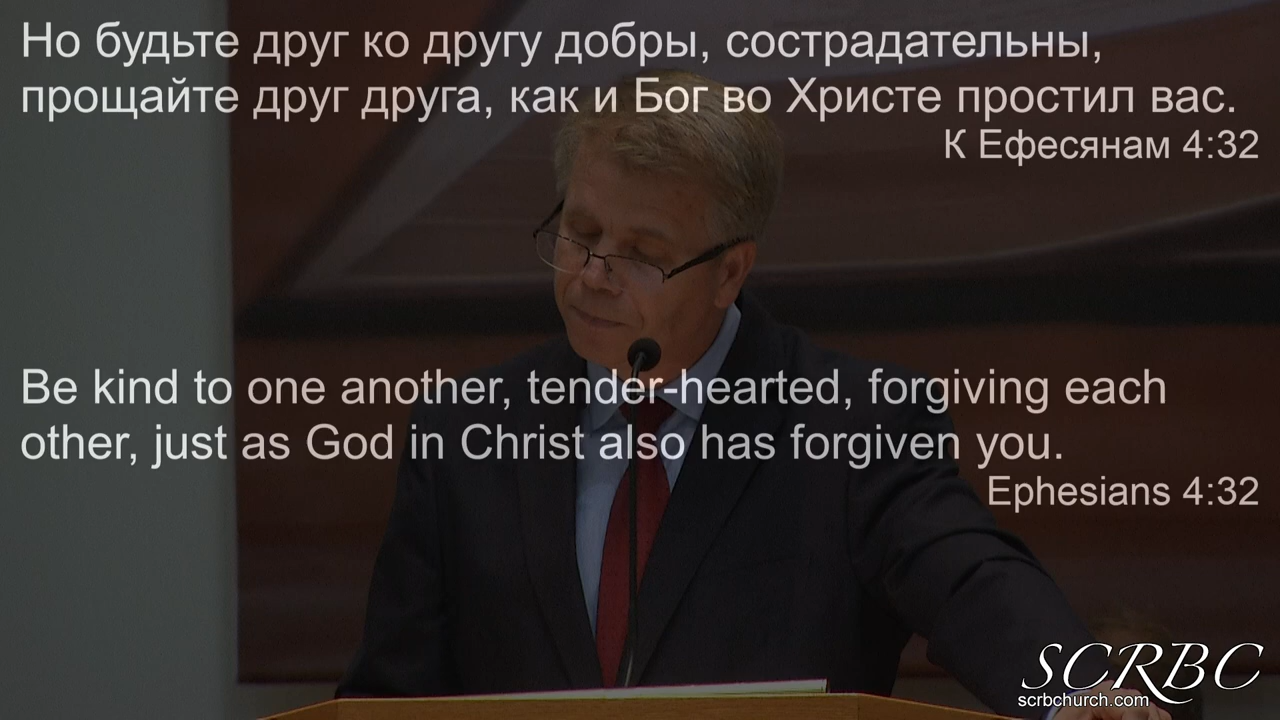 Но будьте друг ко другу добры, сострадательны,
прощайте друг друга, как и Бог во Христе простил вас.
К Ефесянам 4:32
Be kind to one another, tender-hearted, forgiving each
other, just as God in Christ also has forgiven you.
Ephesians 4:32
SCRBC
scrbchurch.com